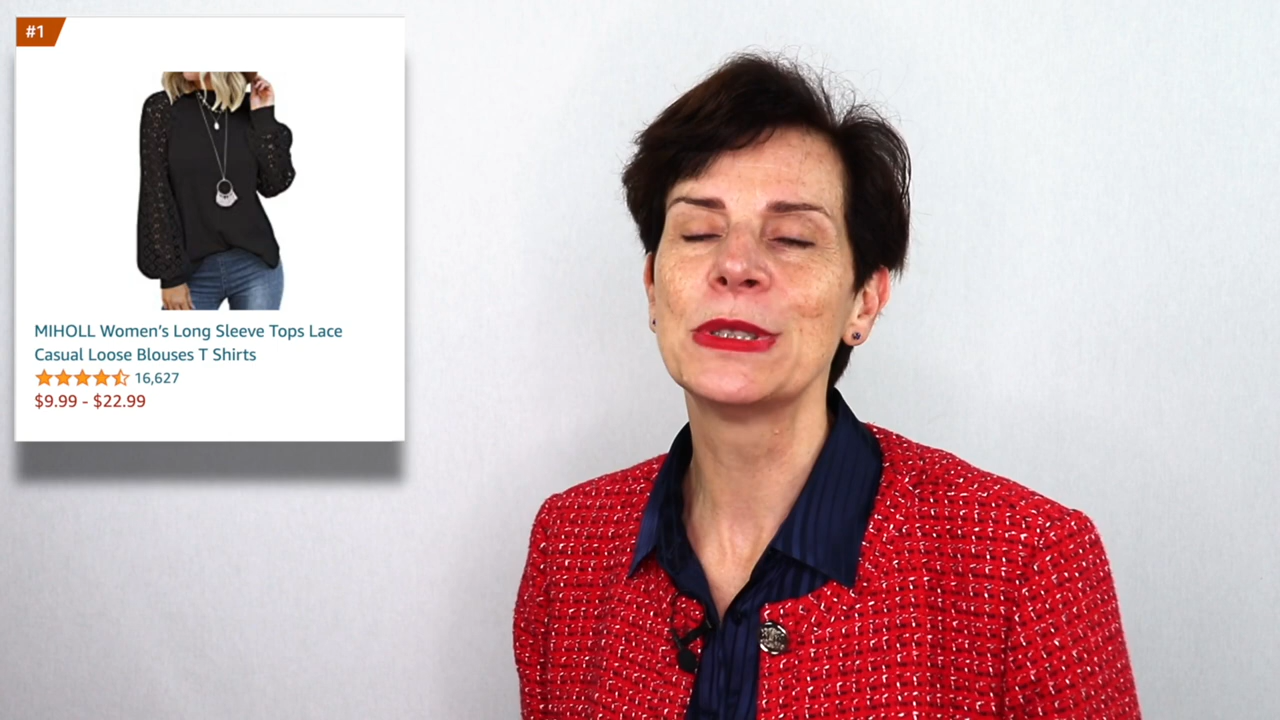 #1
MIHOLL Women’s Long Sleeve Tops Lace
Casual Loose Blouses T Shirts
16,627
$9.99 - $22.99